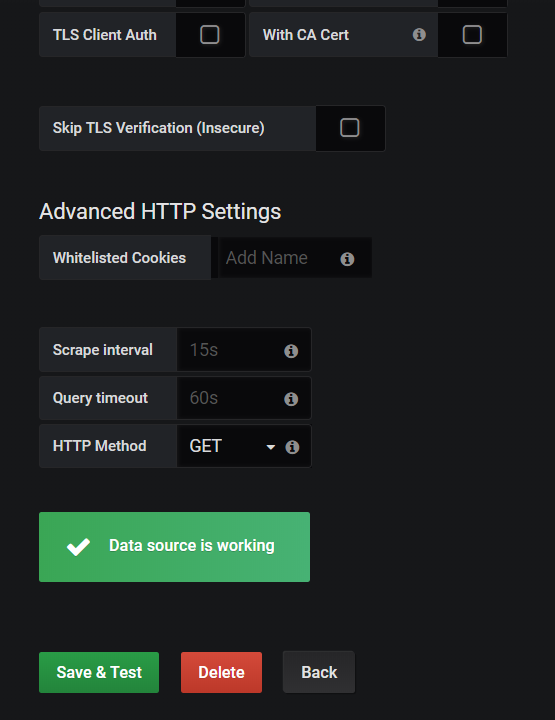 TLS Client Auth With CA Cert
Skip TLS Verification (Insecure)
Advanced HTTP Settings
Whitelisted Cookies Add Name
Scrape interval 15s
Query timeout 60s
HTTP Method GET
Data source is working
Save & Test Delete Back